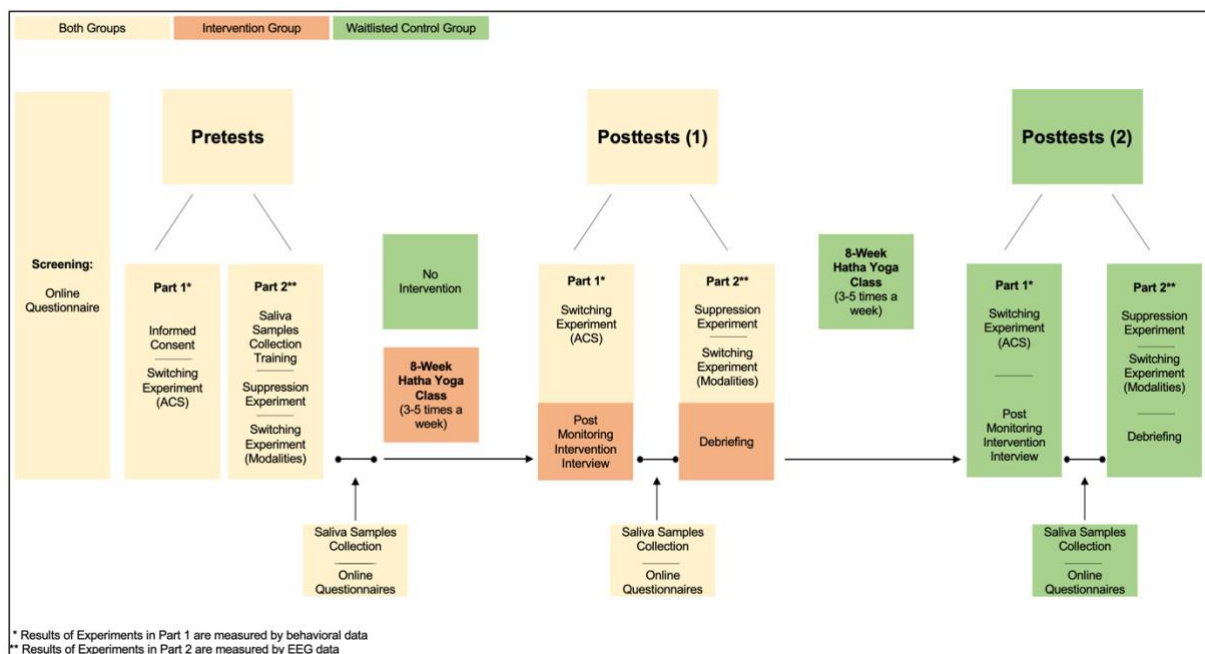 Both Groups
Intervention Group
Waitlisted Control Group
Screening:
Online
Questionnaire
Pretests
Part 1*
Informed
Consent
Switching
Experiment
(ACS)
Part 2**
Saliva
Samples
Collection
Training
Suppression
Experiment
Switching
Experiment
(Modalities)
Saliva Samples
Collection
Online
Questionnaires
No
Intervention
8-Week
Hatha Yoga
Class
(3-5 times a
week)
Posttests (1)
Part 1*
Switching
Experiment
(ACS)
Post
Monitoring
Intervention
Interview
Part 2**
Suppression
Experiment
Switching
Experiment
(Modalities)
Debriefing
Saliva Samples
Collection
Online
Questionnaires
8-Week
Hatha Yoga
Class
(3-5 times a
week)
Posttests (2)
Part 1*
Switching
Experiment
(ACS)
Post
Monitoring
Intervention
Interview
Part 2**
Suppression
Experiment
Switching
Experiment
(Modalities)
Debriefing
Saliva Samples
Collection
Online
Questionnaires
* Results of Experiments in Part 1 are measured by behavioral data
** Results of Experiments in Part 2 are measured by EEG data